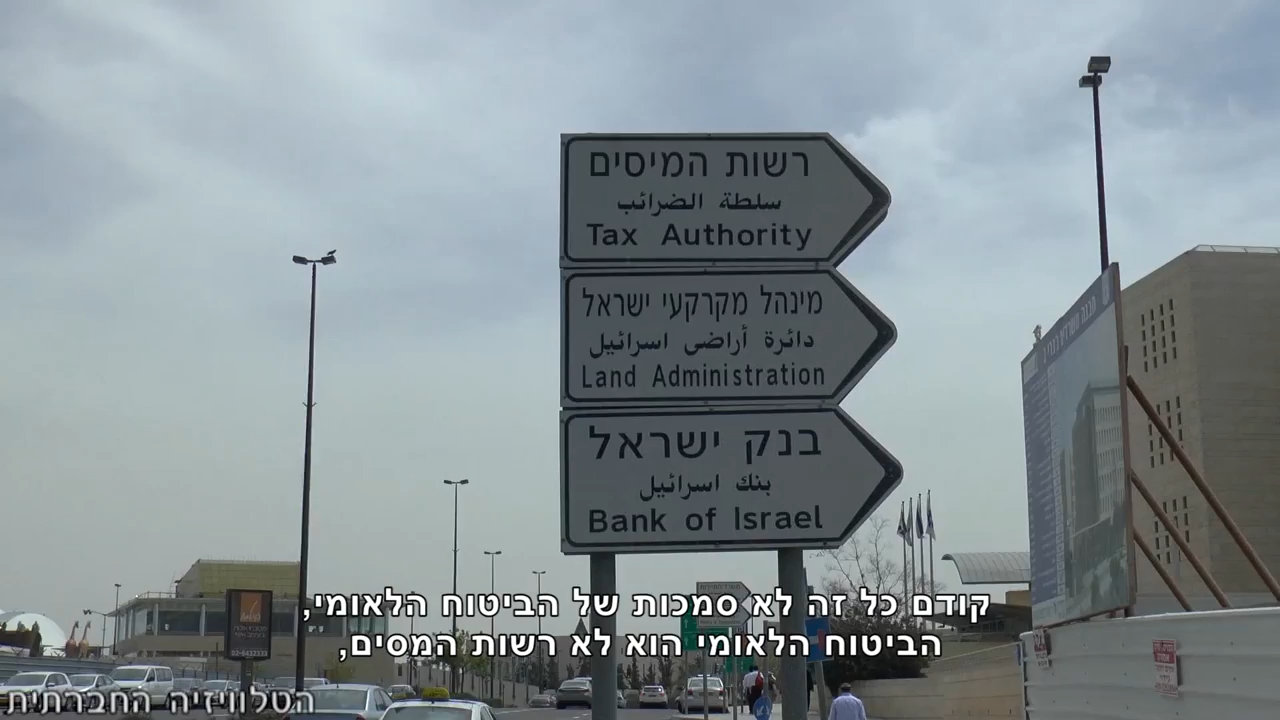 רשות המיסים
سلطة الضرائب
Tax Authority
מינהל מקרקעי ישראל
دائرة أراضى اسرائيل
Land Administration
בנק ישראל
بنك اسرائيل
Bank of Israel
קודם כל זה לא סמכות של הביטוח הלאומי,
הביטוח הלאומי הוא לא רשות המסים,
הטלוויזיה החברתית